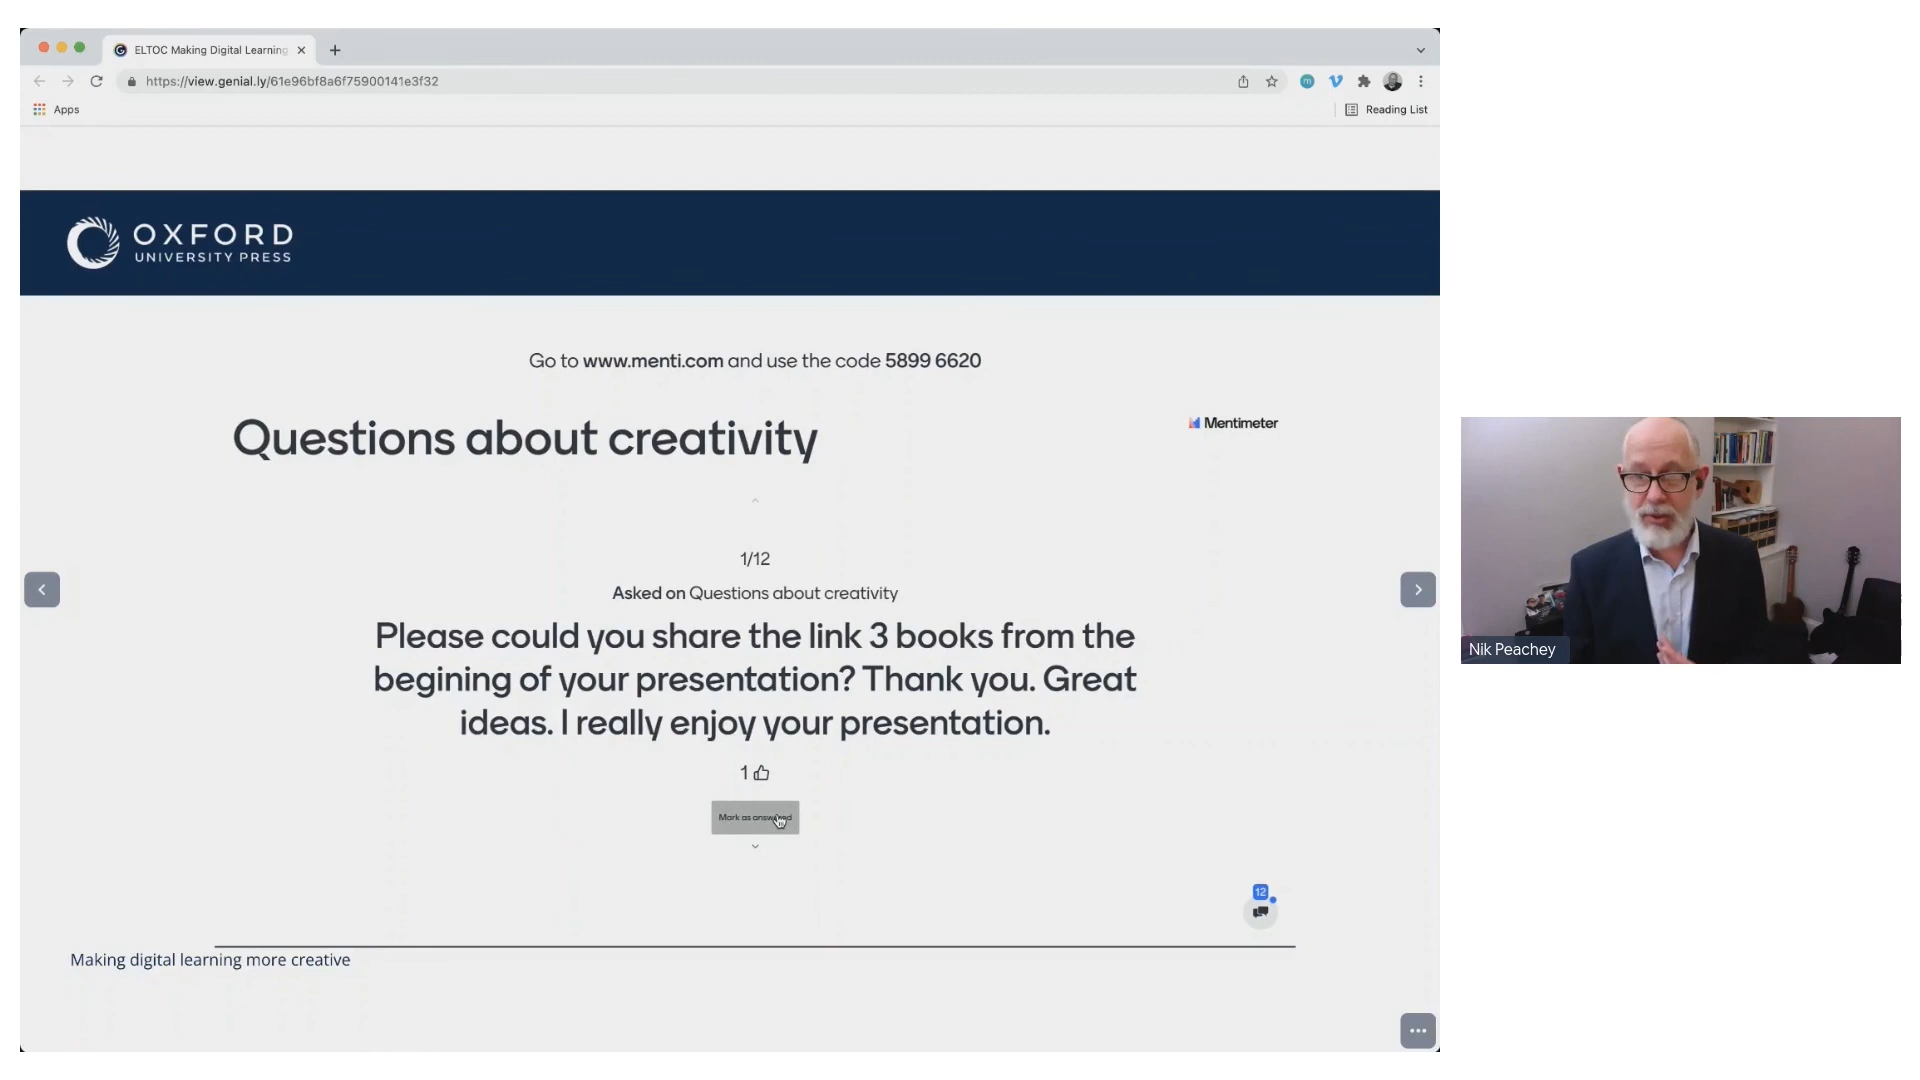 ELTOC Making Digital Learning
https://view.genial.ly/61e96bf8a6f75900141e3f32
Apps
Reading List
OXFORD
UNIVERSITY PRESS
Go to www.menti.com and use the code 5899 6620
Questions about creativity
Mentimeter
1/12
Asked on Questions about creativity
Please could you share the link 3 books from the
begining of your presentation? Thank you. Great
ideas. I really enjoy your presentation.
1
Mark as answered
12
Making digital learning more creative
Nik Peachey